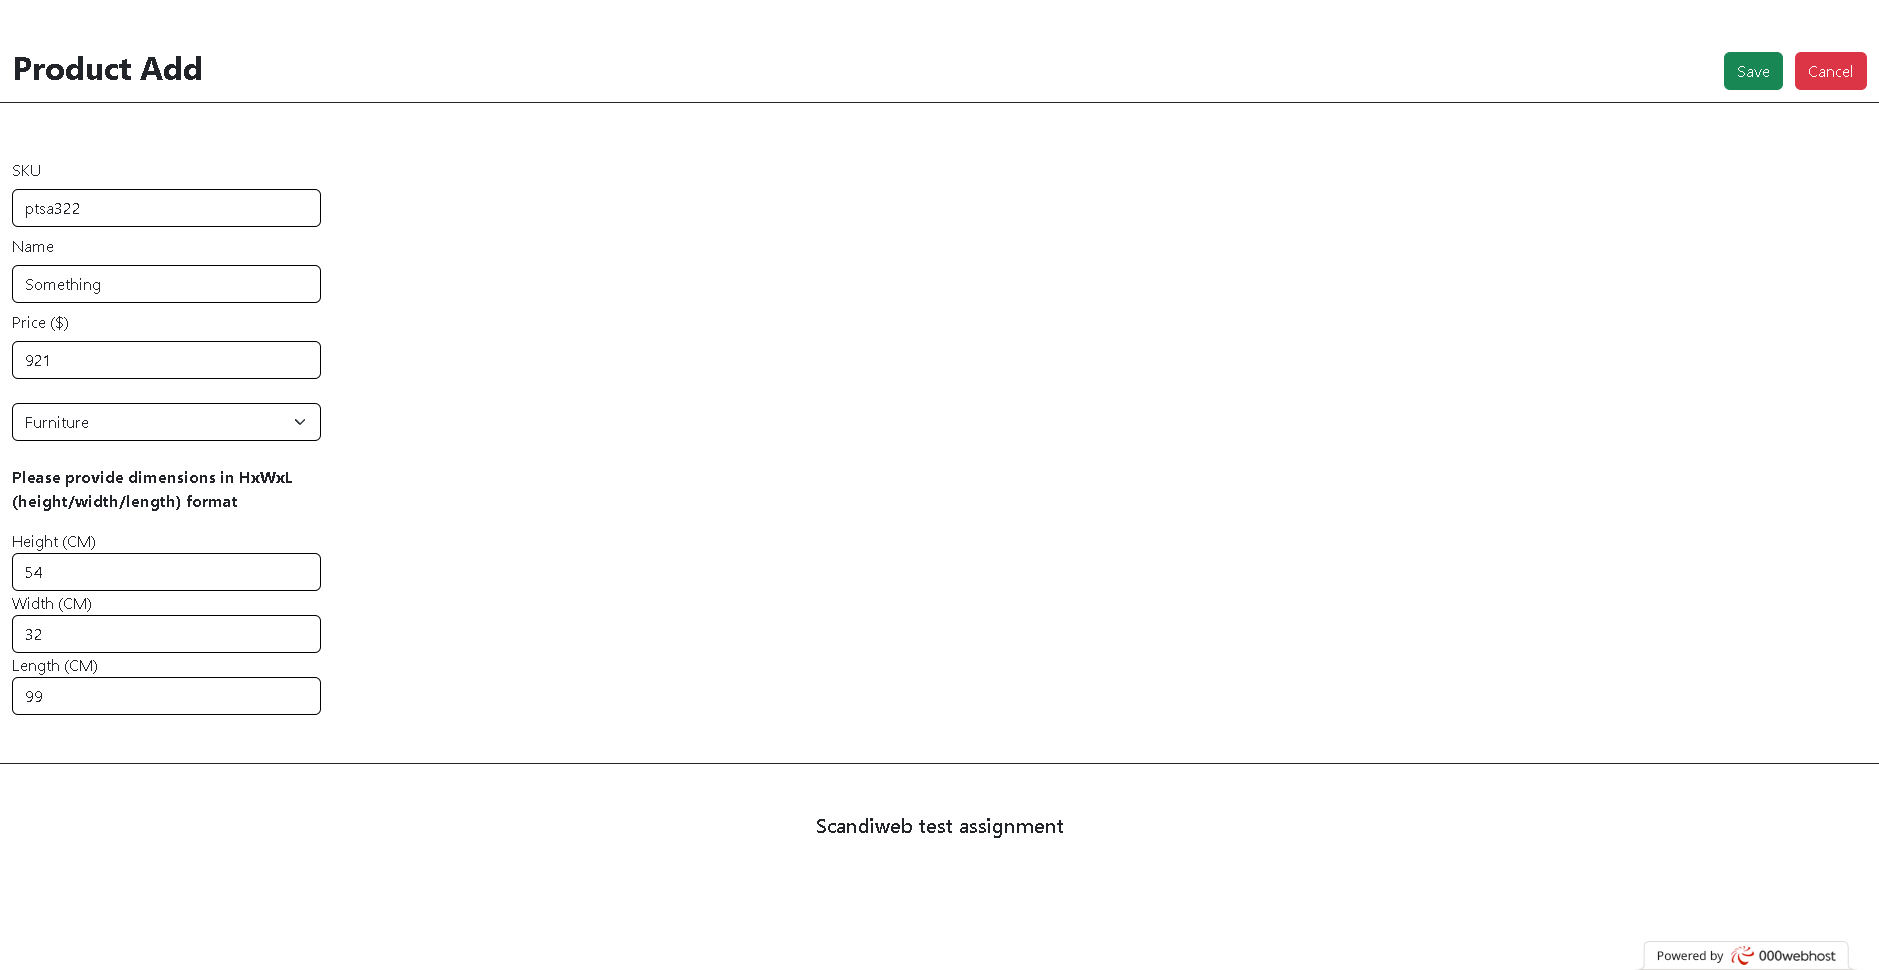 Product Add
Save
Cancel
SKU
ptsa322
Name
Something
Price ($)
921
Furniture
Please provide dimensions in HxWxL
(height/width/length) format
Height (CM)
54
Width (CM)
32
Length (CM)
99
Scandiweb test assignment
Powered by 000webhost